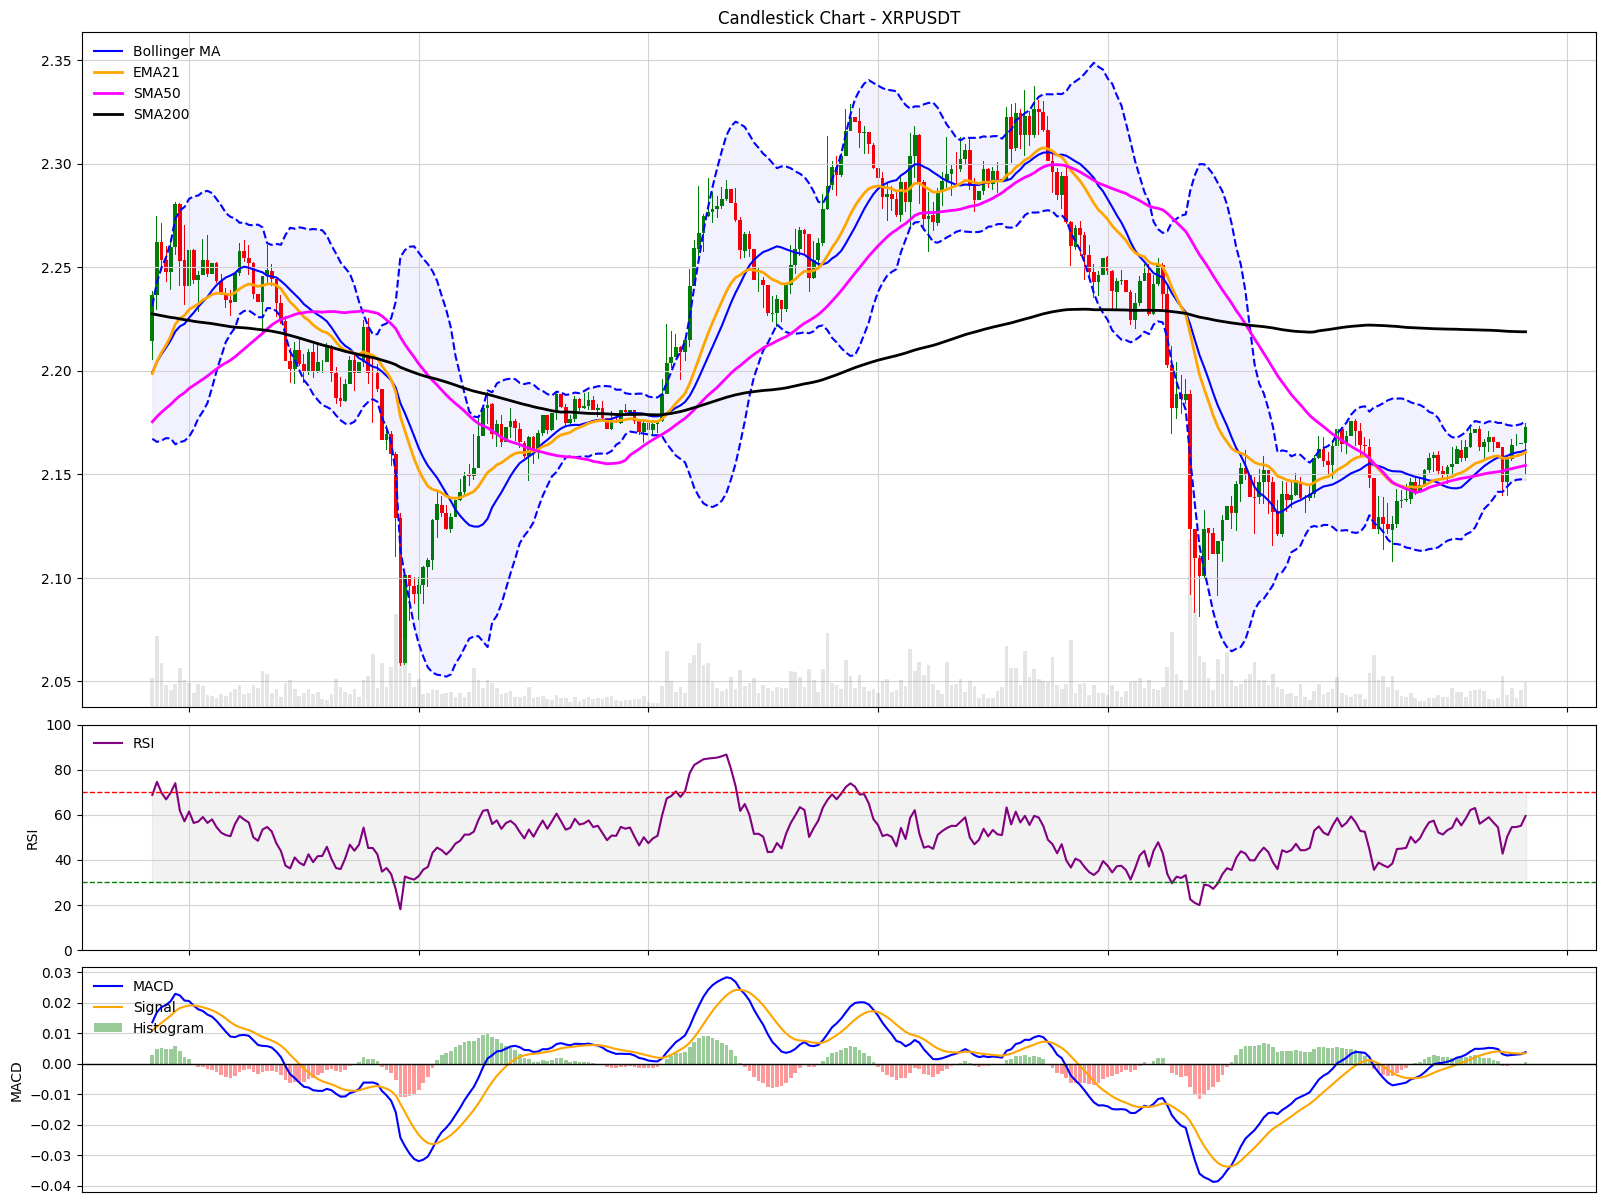 Candlestick Chart - XRPUSDT
Bollinger MA
EMA21
SMA50
SMA200
2.35
2.30
2.25
2.20
2.15
2.10
2.05
RSI
100
80
60
40
20
0
RSI
MACD
Signal
Histogram
0.03
0.02
0.01
0.00
−0.01
−0.02
−0.03
−0.04
MACD